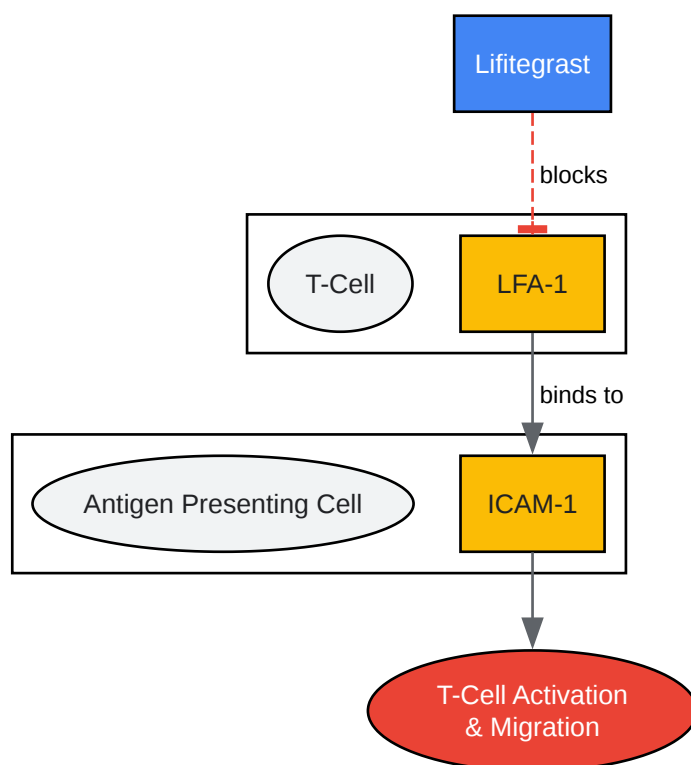 Lifitegrast
blocks
T-Cell
LFA-1
binds to
Antigen Presenting Cell
ICAM-1
T-Cell Activation
& Migration